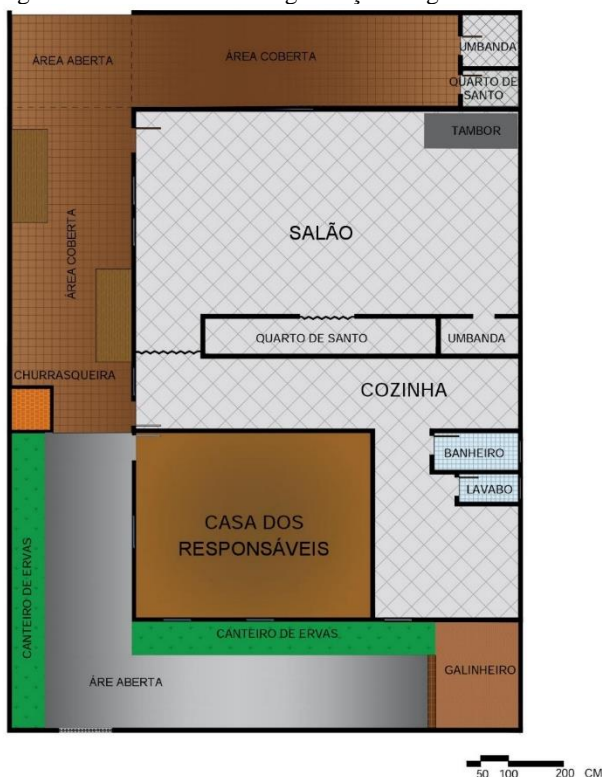 ÁREA ABERTA
ÁREA COBERTA
UMBANDA
QUARTO DE
SANTO
TAMBOR
SALÃO
ÁREA COBERTA
QUARTO DE SANTO
UMBANDA
CHURRASQUEIRA
COZINHA
BANHEIRO
LAVABO
CASA DOS
RESPONSÁVEIS
CANTEIRO DE ERVAS
CANTEIRO DE ERVAS.
GALINHEIRO
ÁRE ABERTA
50 100 200 CM